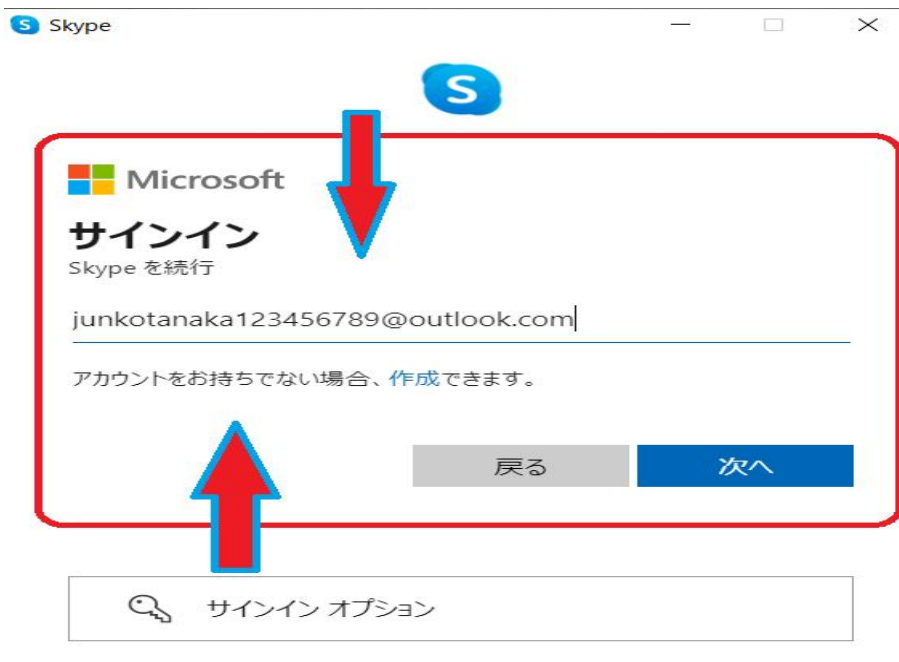 Skype
S
Microsoft
サインイン
Skype を続行
junkotanaka123456789@outlook.com
アカウントをお持ちでない場合、作成できます。
戻る 次へ
サインイン オプション